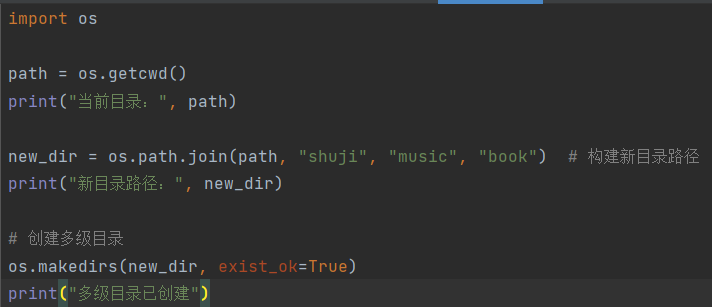 import os
path = os.getcwd()
print("当前目录：", path)
new_dir = os.path.join(path, "shuji", "music", "book")  # 构建新目录路径
print("新目录路径：", new_dir)
# 创建多级目录
os.makedirs(new_dir, exist_ok=True)
print("多级目录已创建")